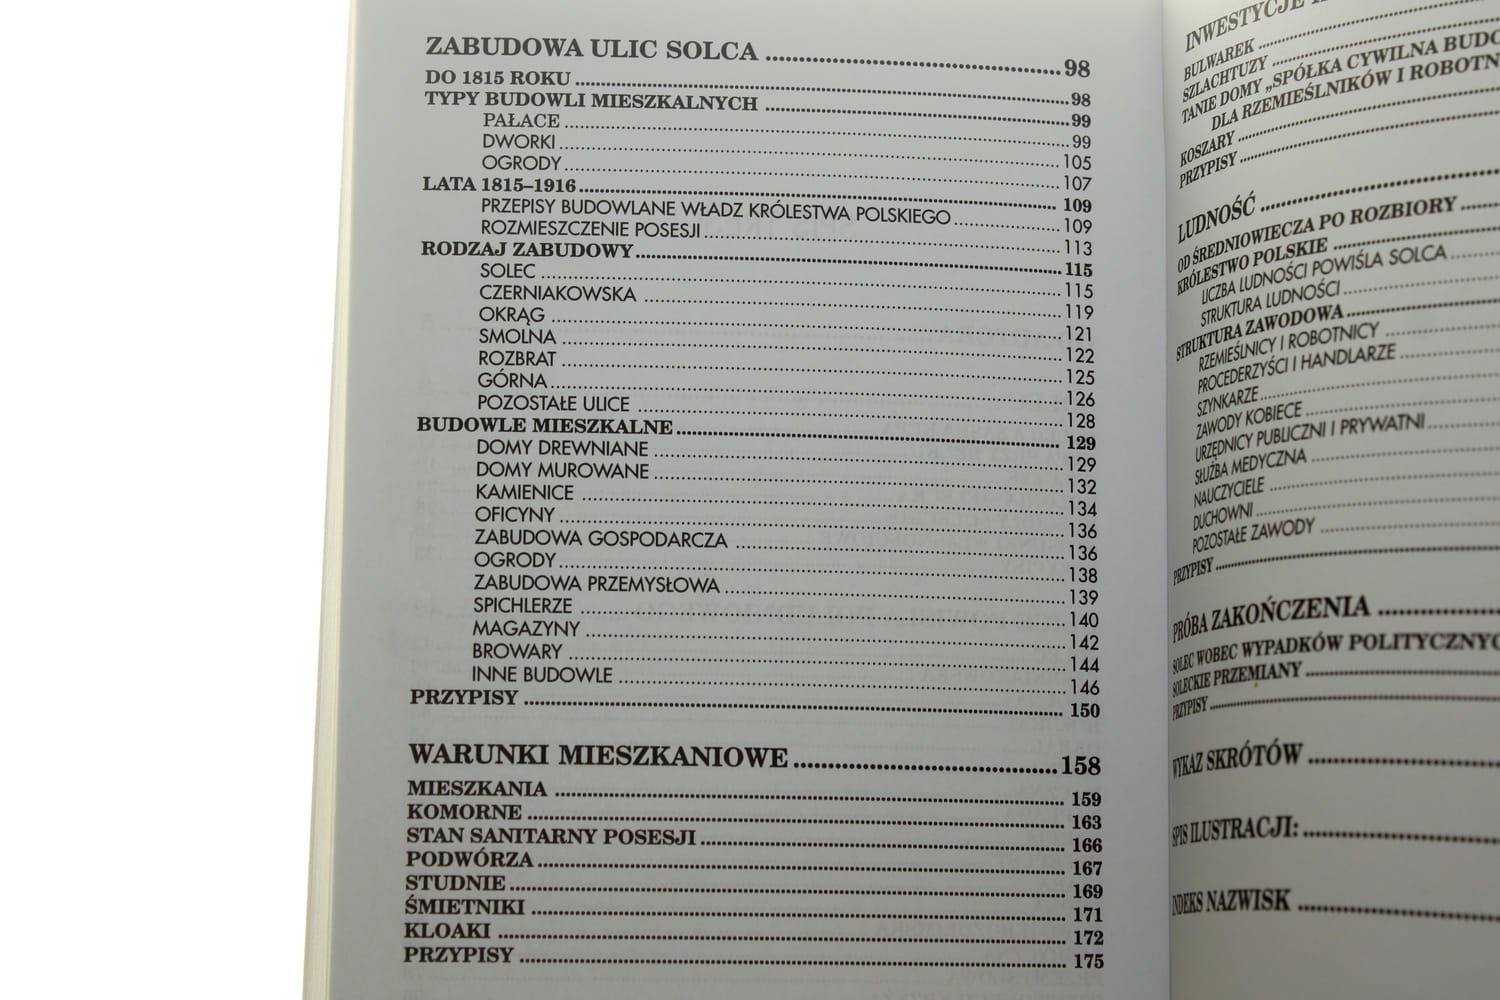 ZABUDOWA ULIC SOLCA 98
DO 1815 ROKU 98
TYPY BUDOWLI MIESZKALNYCH 99
PAŁACE 99
DWORKI 105
OGRODY 107
LATA 1815–1916 109
PRZEPISY BUDOWLANE WŁADZ KRÓLESTWA POLSKIEGO 109
ROZMIESZCZENIE POSESJI 113
RODZAJ ZABUDOWY 115
SOLEC 115
CZERNIAKOWSKA 119
OKRĄG 121
SMOLNA 122
ROZBRAT 125
GÓRNA 126
POZOSTAŁE ULICE 128
BUDOWLE MIESZKALNE 129
DOMY DREWNIANE 129
DOMY MUROWANE 132
KAMIENICE 134
OFICYNY 136
ZABUDOWA GOSPODARCZA 136
OGRODY 138
ZABUDOWA PRZEMYSŁOWA 139
SPICHLERZE 140
MAGAZYNY 142
BROWARY 144
INNE BUDOWLE 146
PRZYPISY 150
WARUNKI MIESZKANIOWE 158
MIESZKANIA 159
KOMORNE 163
STAN SANITARNY POSESJI 166
PODWÓRZA 167
STUDNIE 169
ŚMIETNIKI 171
KLOAKI 172
PRZYPISY 175
INWESTYCJE
BULWAREK
SZLACHTUZY
TANIE DOMY „SPÓŁKA CYWILNA BUDO
DLA RZEMIEŚLNIKÓW I ROBOTN
KOSZARY
PRZYPISY
LUDNOŚĆ
OD ŚREDNIOWIECZA PO ROZBIORY
KRÓLESTWO POLSKIE
LICZBA LUDNOŚCI POWIŚLA SOLCA
STRUKTURA LUDNOŚCI
STRUKTURA ZAWODOWA
RZEMIEŚLNICY I ROBOTNICY
PROCEDERZYŚCI I HANDLARZE
SZYNKARZE
ZAWODY KOBIECE
URZĘDNICY PUBLICZNI I PRYWATNI
SŁUŻBA MEDYCZNA
NAUCZYCIELE
DUCHOWNI
POZOSTAŁE ZAWODY
PRZYPISY
PRÓBA ZAKOŃCZENIA
SOLEC WOBEC WYPADKÓW POLITYCZNYC
SOLECKIE PRZEMIANY
PRZYPISY
WYKAZ SKRÓTÓW
SPIS ILUSTRACJI:
INDEKS NAZWISK